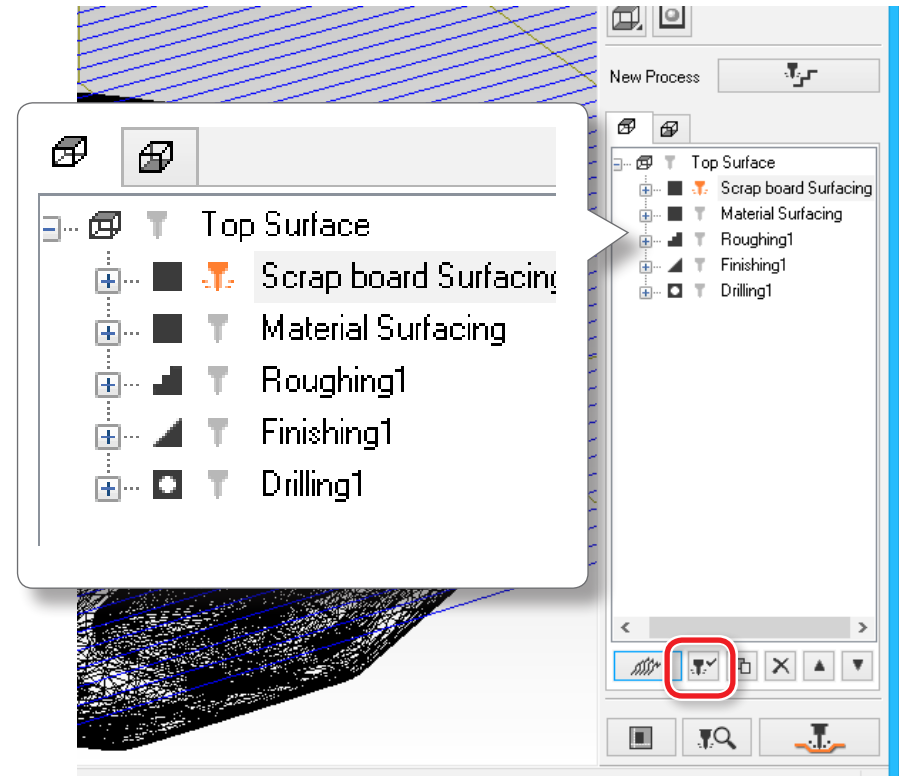 New Process
Top Surface
Scrap board Surfacing
Material Surfacing
Roughing1
Finishing1
Drilling1
Top Surface
Scrap board Surfacing
Material Surfacing
Roughing1
Finishing1
Drilling1